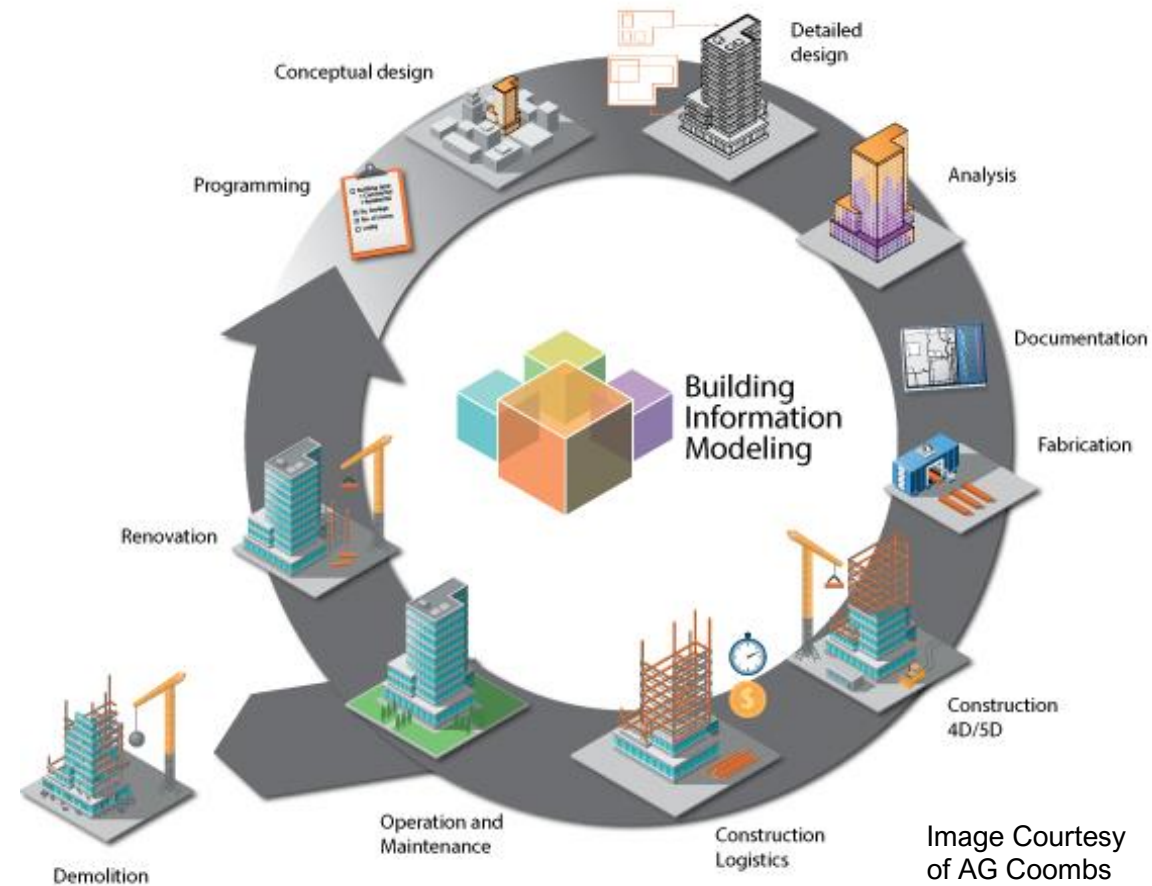 Conceptual design
Detailed
design
Programming
Analysis
Documentation
Fabrication
Building
Information
Modeling
Renovation
Construction
4D/5D
$
Operation and
Maintenance
Construction
Logistics
Demolition
Image Courtesy
of AG Coombs